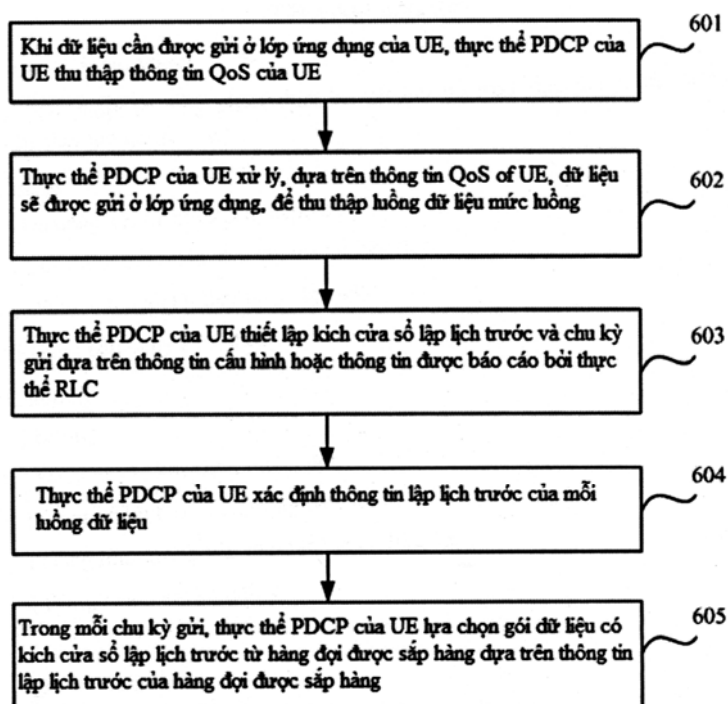 601
Khi dữ liệu cần được gửi ở lớp ứng dụng của UE, thực thể PDCP của
UE thu thập thông tin QoS của UE
Thực thể PDCP của UE xử lý, dựa trên thông tin QoS of UE, dữ liệu
sẽ được gửi ở lớp ứng dụng, để thu thập luồng dữ liệu mức luồng
602
Thực thể PDCP của UE thiết lập kich cửa sổ lập lịch trước và chu kỳ
gửi dựa trên thông tin cấu hình hoặc thông tin được báo cáo bởi thực
thể RLC
603
Thực thể PDCP của UE xác định thông tin lập lịch trước của mỗi
luồng dữ liệu
604
Trong mỗi chu kỳ gửi, thực thể PDCP của UE lựa chọn gói dữ liệu có
kích cửa sổ lập lịch trước từ hàng đợi được sắp hàng dựa trên thông tin
lập lịch trước của hàng đợi được sắp hàng
605